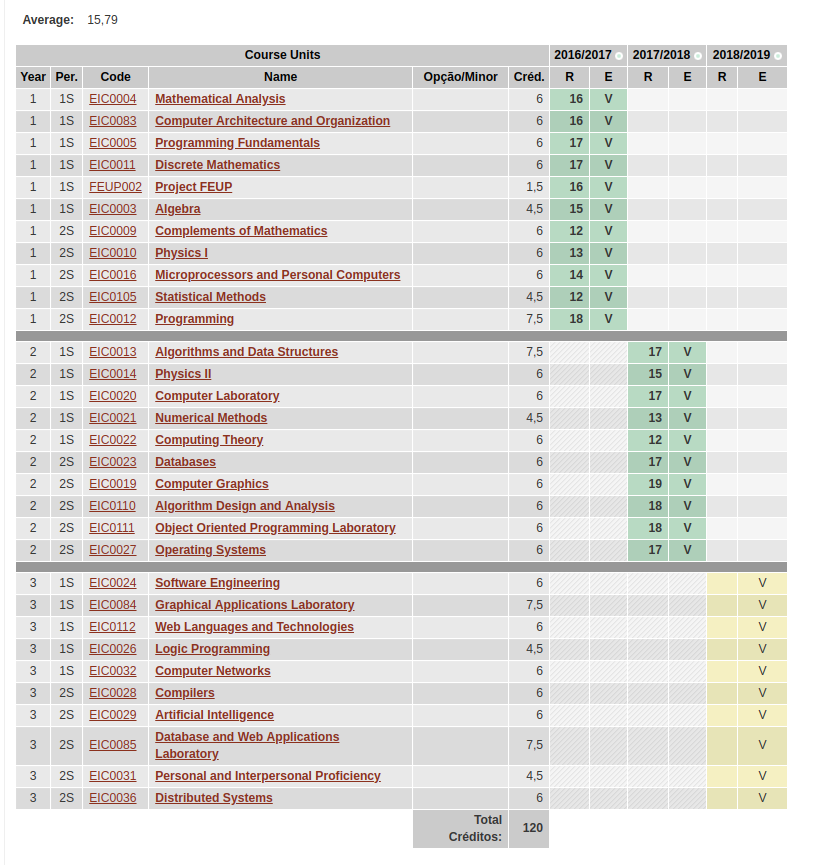 Average: 15,79
Course Units 2016/2017 2017/2018 2018/2019
Year Per. Code Name Opção/Minor Créd. R E R E R E
1 1S EIC0004 Mathematical Analysis 6 16 V
1 1S EIC0083 Computer Architecture and Organization 6 16 V
1 1S EIC0005 Programming Fundamentals 6 17 V
1 1S EIC0011 Discrete Mathematics 6 17 V
1 1S FEUP002 Project FEUP 1,5 16 V
1 1S EIC0003 Algebra 4,5 15 V
1 2S EIC0009 Complements of Mathematics 6 12 V
1 2S EIC0010 Physics I 6 13 V
1 2S EIC0016 Microprocessors and Personal Computers 6 14 V
1 2S EIC0105 Statistical Methods 4,5 12 V
1 2S EIC0012 Programming 7,5 18 V
2 1S EIC0013 Algorithms and Data Structures 7,5 17 V
2 1S EIC0014 Physics II 6 15 V
2 1S EIC0020 Computer Laboratory 6 17 V
2 1S EIC0021 Numerical Methods 4,5 13 V
2 1S EIC0022 Computing Theory 6 12 V
2 2S EIC0023 Databases 6 17 V
2 2S EIC0019 Computer Graphics 6 19 V
2 2S EIC0110 Algorithm Design and Analysis 6 18 V
2 2S EIC0111 Object Oriented Programming Laboratory 6 18 V
2 2S EIC0027 Operating Systems 6 17 V
3 1S EIC0024 Software Engineering 6 V
3 1S EIC0084 Graphical Applications Laboratory 7,5 V
3 1S EIC0112 Web Languages and Technologies 6 V
3 1S EIC0026 Logic Programming 4,5 V
3 1S EIC0032 Computer Networks 6 V
3 2S EIC0028 Compilers 6 V
3 2S EIC0029 Artificial Intelligence 6 V
3 2S EIC0085 Database and Web Applications
Laboratory 7,5 V
3 2S EIC0031 Personal and Interpersonal Proficiency 4,5 V
3 2S EIC0036 Distributed Systems 6 V
Total
Créditos: 120